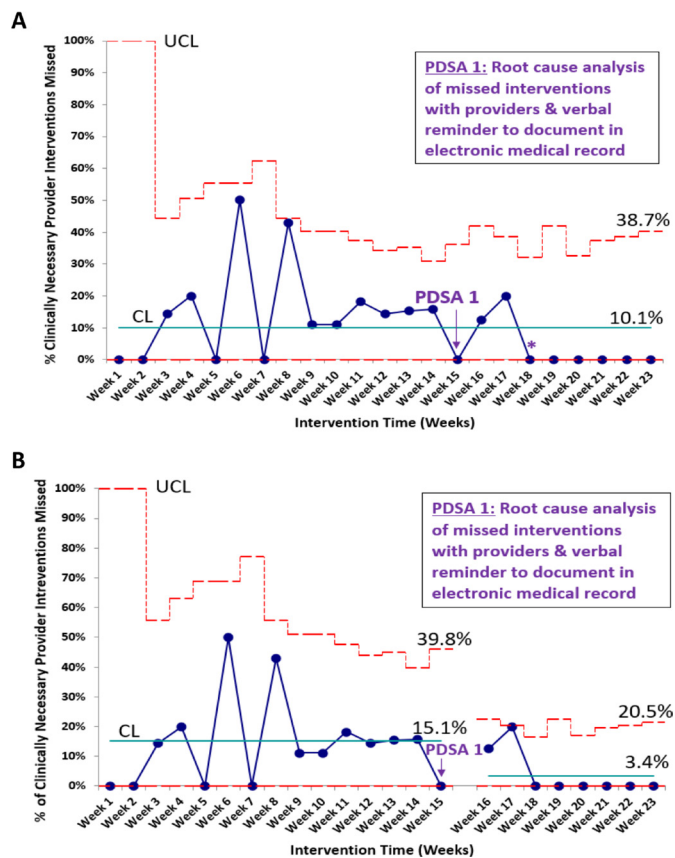 A
% Clinically Necessary Provider Interventions Missed
100%
90%
80%
70%
60%
50%
40%
30%
20%
10%
0%
UCL
PDSA 1: Root cause analysis
of missed interventions
with providers & verbal
reminder to document in
electronic medical record
38.7%
PDSA 1
CL
10.1%
*
Week 1
Week 2
Week 3
Week 4
Week 5
Week 6
Week 7
Week 8
Week 9
Week 10
Week 11
Week 12
Week 13
Week 14
Week 15
Week 16
Week 17
Week 18
Week 19
Week 20
Week 21
Week 22
Week 23
Intervention Time (Weeks)
B
% of Clinically Necessary Provider Intreventions Missed
100%
90%
80%
70%
60%
50%
40%
30%
20%
10%
0%
UCL
PDSA 1: Root cause analysis
of missed interventions
with providers & verbal
reminder to document in
electronic medical record
39.8%
CL
15.1%
PDSA 1
20.5%
3.4%
Week 1
Week 2
Week 3
Week 4
Week 5
Week 6
Week 7
Week 8
Week 9
Week 10
Week 11
Week 12
Week 13
Week 14
Week 15
Week 16
Week 17
Week 18
Week 19
Week 20
Week 21
Week 22
Week 23
Intervention Time (Weeks)